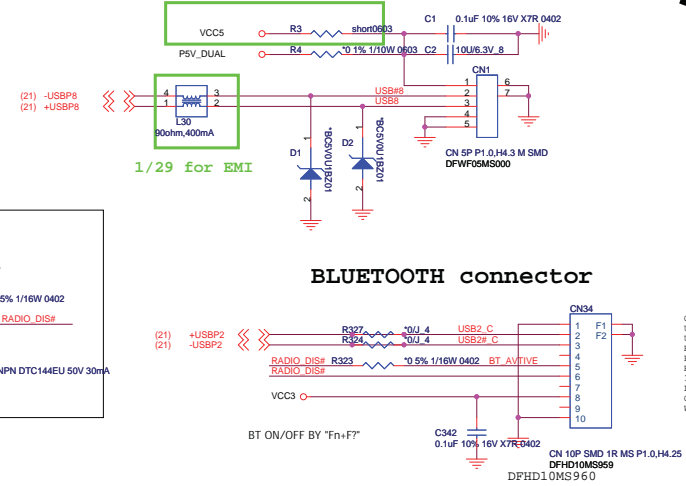 VCC5
R3
short0603
C1
0.1uF 10% 16V X7R 0402
P5V_DUAL
R4
*0 1% 1/10W 0603
C2
10U/6.3V_8
CN1
1
2
3
4
5
6
7
USB#8
USB8
(21) -USBP8
(21) +USBP8
4
1
3
2
L30
90ohm,400mA
1/29 for EMI
D1
1
2
*BC5V0U1BZ01
D2
1
2
*BC5V0U1BZ01
CN 5P P1.0,H4.3 M SMD
DFWF05MS000
5% 1/16W 0402
RADIO_DIS#
NPN DTC144EU 50V 30mA
BLUETOOTH connector
CN34
(21) +USBP2
(21) -USBP2
R327
*0/J_4
USB2_C
R324
*0/J_4
USB2#_C
RADIO_DIS#
R323
*0 5% 1/16W 0402
BT_AVTIVE
RADIO_DIS#
VCC3
1
2
3
4
5
6
7
8
9
10
F1
F2
BT ON/OFF BY "Fn+F?"
C342
0.1uF 10% 16V X7R 0402
CN 10P SMD 1R MS P1.0,H4.25
DFHD10MS959
DFHD10MS960